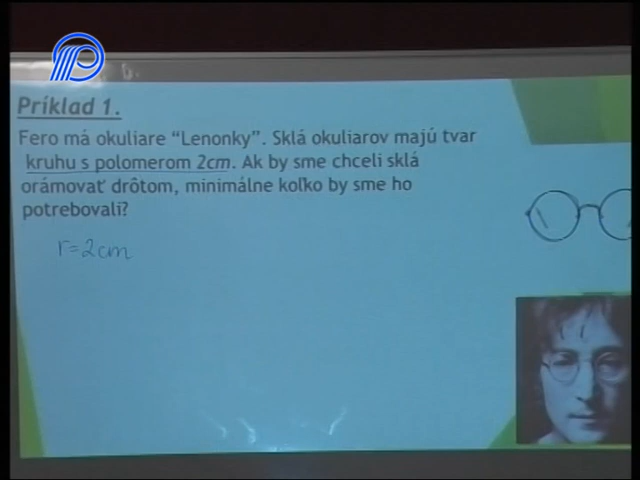 Príklad 1.
Fero má okuliare “Lenonky”. Sklá okuliarov majú tvar
kruhu s polomerom 2cm. Ak by sme chceli sklá
orámovať drôtom, minimálne koľko by sme ho
potrebovali?
r=2cm